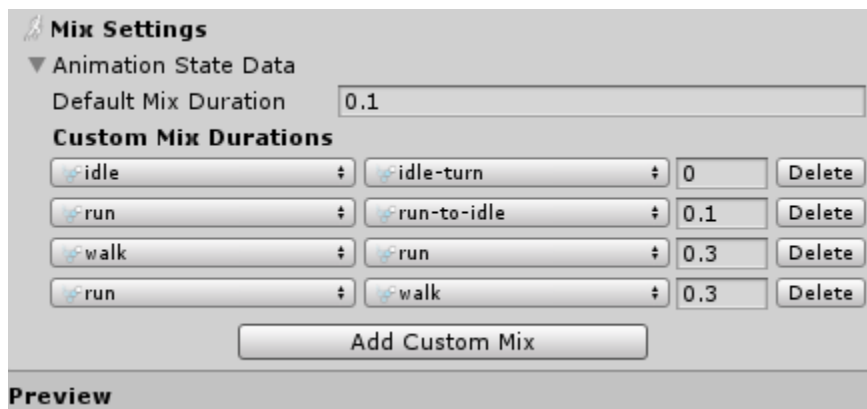 Mix Settings
Animation State Data
Default Mix Duration 0.1
Custom Mix Durations
idle idle-turn 0 Delete
run run-to-idle 0.1 Delete
walk run 0.3 Delete
run walk 0.3 Delete
Add Custom Mix
Preview